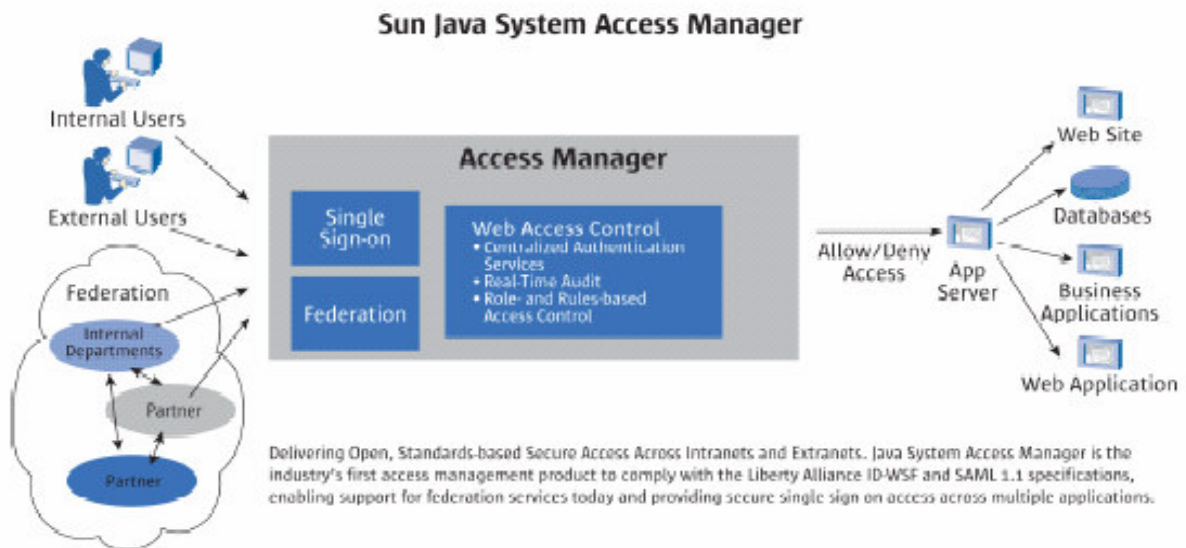 Sun Java System Access Manager
Internal Users
External Users
Federation
Internal
Departments
Partner
Partner
Access Manager
Single
Sign-on
Federation
Web Access Control
• Centralized Authentication
Services
• Real-Time Audit
• Role- and Rules-based
Access Control
Allow/Deny
Access
App
Server
Web Site
Databases
Business
Applications
Web Application
Delivering Open, Standards-based Secure Access Across Intranets and Extranets. Java System Access Manager is the
industry's first access management product to comply with the Liberty Alliance ID-WSF and SAML 1.1 specifications,
enabling support for federation services today and providing secure single sign on access across multiple applications.